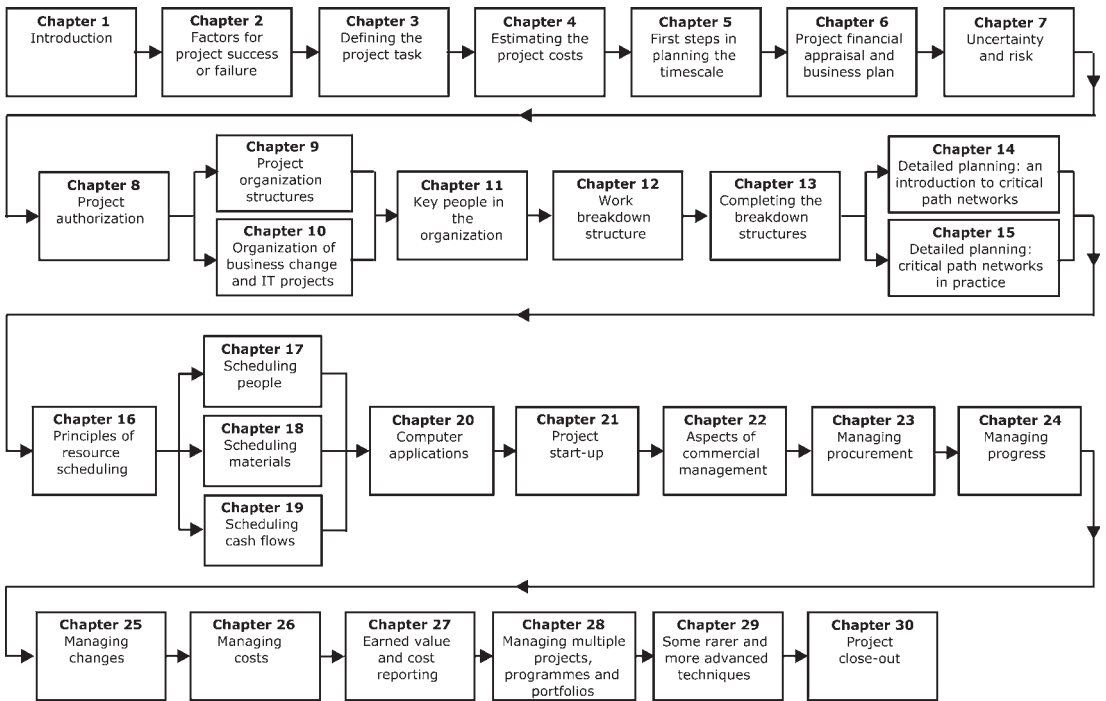 Chapter 1
Introduction
Chapter 2
Factors for
project success
or failure
Chapter 3
Defining the
project task
Chapter 4
Estimating the
project costs
Chapter 5
First steps in
planning the
timescale
Chapter 6
Project financial
appraisal and
business plan
Chapter 7
Uncertainty
and risk
Chapter 8
Project
authorization
Chapter 9
Project
organization
structures
Chapter 10
Organization of
business change
and IT projects
Chapter 11
Key people in
the
organization
Chapter 12
Work
breakdown
structure
Chapter 13
Completing the
breakdown
structures
Chapter 14
Detailed planning: an
introduction to critical
path networks
Chapter 15
Detailed planning:
critical path networks
in practice
Chapter 16
Principles of
resource
scheduling
Chapter 17
Scheduling
people
Chapter 18
Scheduling
materials
Chapter 19
Scheduling
cash flows
Chapter 20
Computer
applications
Chapter 21
Project
start-up
Chapter 22
Aspects of
commercial
management
Chapter 23
Managing
procurement
Chapter 24
Managing
progress
Chapter 25
Managing
changes
Chapter 26
Managing
costs
Chapter 27
Earned value
and cost
reporting
Chapter 28
Managing multiple
projects,
programmes and
portfolios
Chapter 29
Some rarer and
more advanced
techniques
Chapter 30
Project
close-out